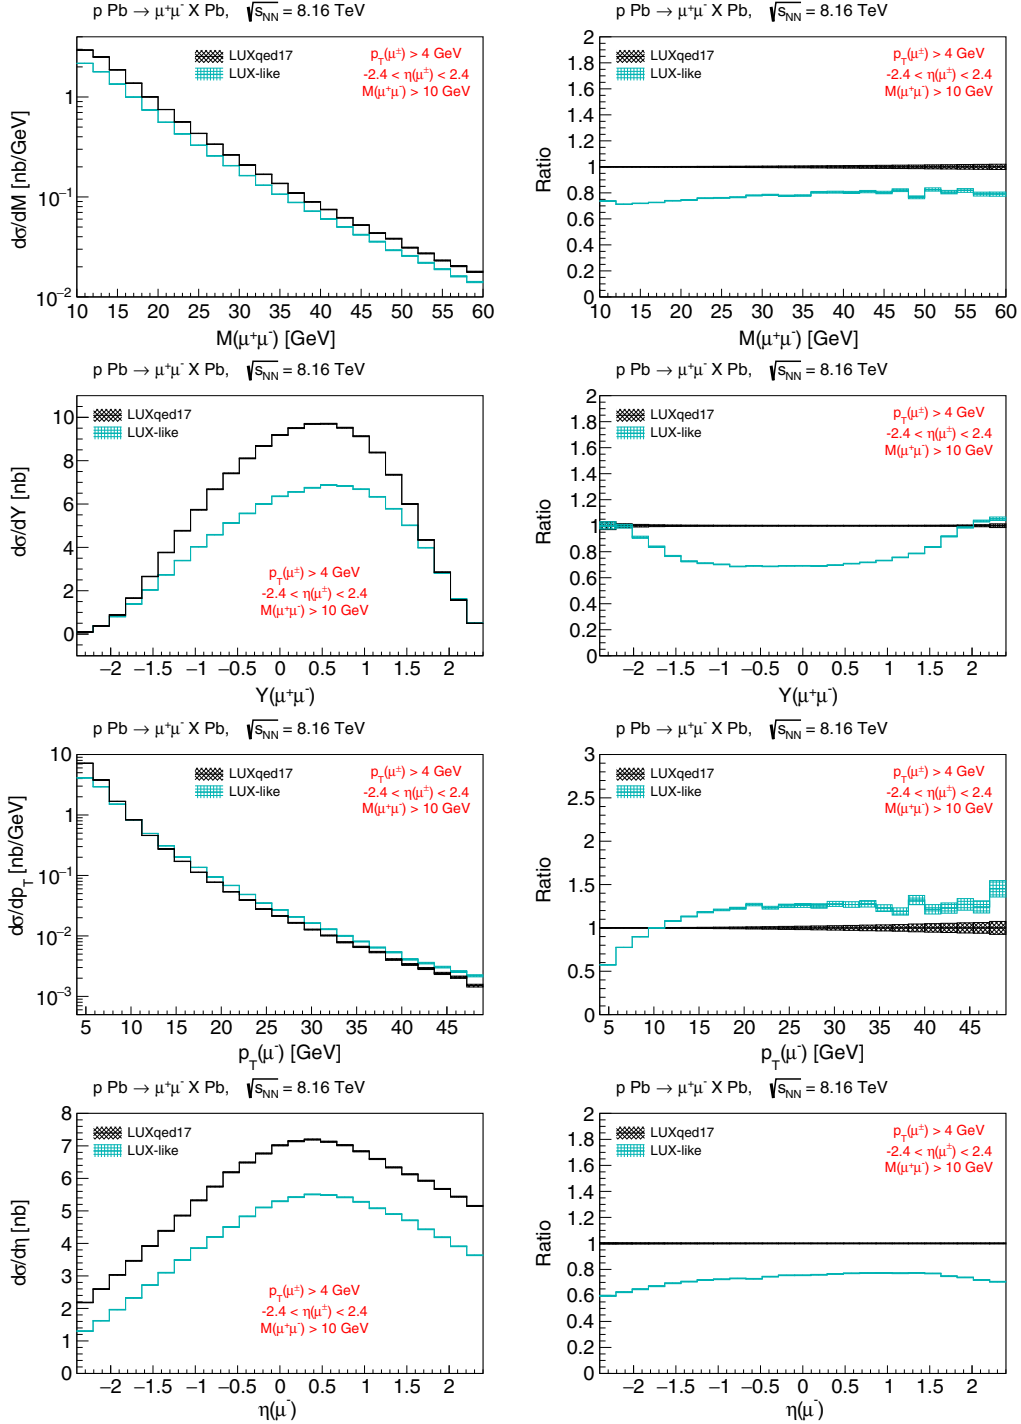 p Pb → μ⁺μ⁻ X Pb, √s_NN = 8.16 TeV
LUXqed17
LUX-like
p_T(μ±) > 4 GeV
-2.4 < η(μ±) < 2.4
M(μ⁺μ⁻) > 10 GeV
dσ/dM [nb/GeV]
1
10⁻¹
10⁻²
10 15 20 25 30 35 40 45 50 55 60
M(μ⁺μ⁻) [GeV]
p Pb → μ⁺μ⁻ X Pb, √s_NN = 8.16 TeV
LUXqed17
LUX-like
p_T(μ±) > 4 GeV
-2.4 < η(μ±) < 2.4
M(μ⁺μ⁻) > 10 GeV
Ratio
2
1.8
1.6
1.4
1.2
1
0.8
0.6
0.4
0.2
0
10 15 20 25 30 35 40 45 50 55 60
M(μ⁺μ⁻) [GeV]
p Pb → μ⁺μ⁻ X Pb, √s_NN = 8.16 TeV
LUXqed17
LUX-like
dσ/dY [nb]
10
8
6
4
2
0
p_T(μ±) > 4 GeV
-2.4 < η(μ±) < 2.4
M(μ⁺μ⁻) > 10 GeV
−2 −1.5 −1 −0.5 0 0.5 1 1.5 2
Y(μ⁺μ⁻)
p Pb → μ⁺μ⁻ X Pb, √s_NN = 8.16 TeV
LUXqed17
LUX-like
p_T(μ±) > 4 GeV
-2.4 < η(μ±) < 2.4
M(μ⁺μ⁻) > 10 GeV
Ratio
2
1.8
1.6
1.4
1.2
1
0.8
0.6
0.4
0.2
0
−2 −1.5 −1 −0.5 0 0.5 1 1.5 2
Y(μ⁺μ⁻)
p Pb → μ⁺μ⁻ X Pb, √s_NN = 8.16 TeV
LUXqed17
LUX-like
p_T(μ±) > 4 GeV
-2.4 < η(μ±) < 2.4
M(μ⁺μ⁻) > 10 GeV
dσ/dp_T [nb/GeV]
10
1
10⁻¹
10⁻²
10⁻³
5 10 15 20 25 30 35 40 45
p_T(μ⁻) [GeV]
p Pb → μ⁺μ⁻ X Pb, √s_NN = 8.16 TeV
LUXqed17
LUX-like
p_T(μ±) > 4 GeV
-2.4 < η(μ±) < 2.4
M(μ⁺μ⁻) > 10 GeV
Ratio
3
2.5
2
1.5
1
0.5
0
5 10 15 20 25 30 35 40 45
p_T(μ⁻) [GeV]
p Pb → μ⁺μ⁻ X Pb, √s_NN = 8.16 TeV
LUXqed17
LUX-like
dσ/dη [nb]
8
7
6
5
4
3
2
1
0
p_T(μ±) > 4 GeV
-2.4 < η(μ±) < 2.4
M(μ⁺μ⁻) > 10 GeV
−2 −1.5 −1 −0.5 0 0.5 1 1.5 2
η(μ⁻)
p Pb → μ⁺μ⁻ X Pb, √s_NN = 8.16 TeV
LUXqed17
LUX-like
p_T(μ±) > 4 GeV
-2.4 < η(μ±) < 2.4
M(μ⁺μ⁻) > 10 GeV
Ratio
2
1.8
1.6
1.4
1.2
1
0.8
0.6
0.4
0.2
0
−2 −1.5 −1 −0.5 0 0.5 1 1.5 2
η(μ⁻)